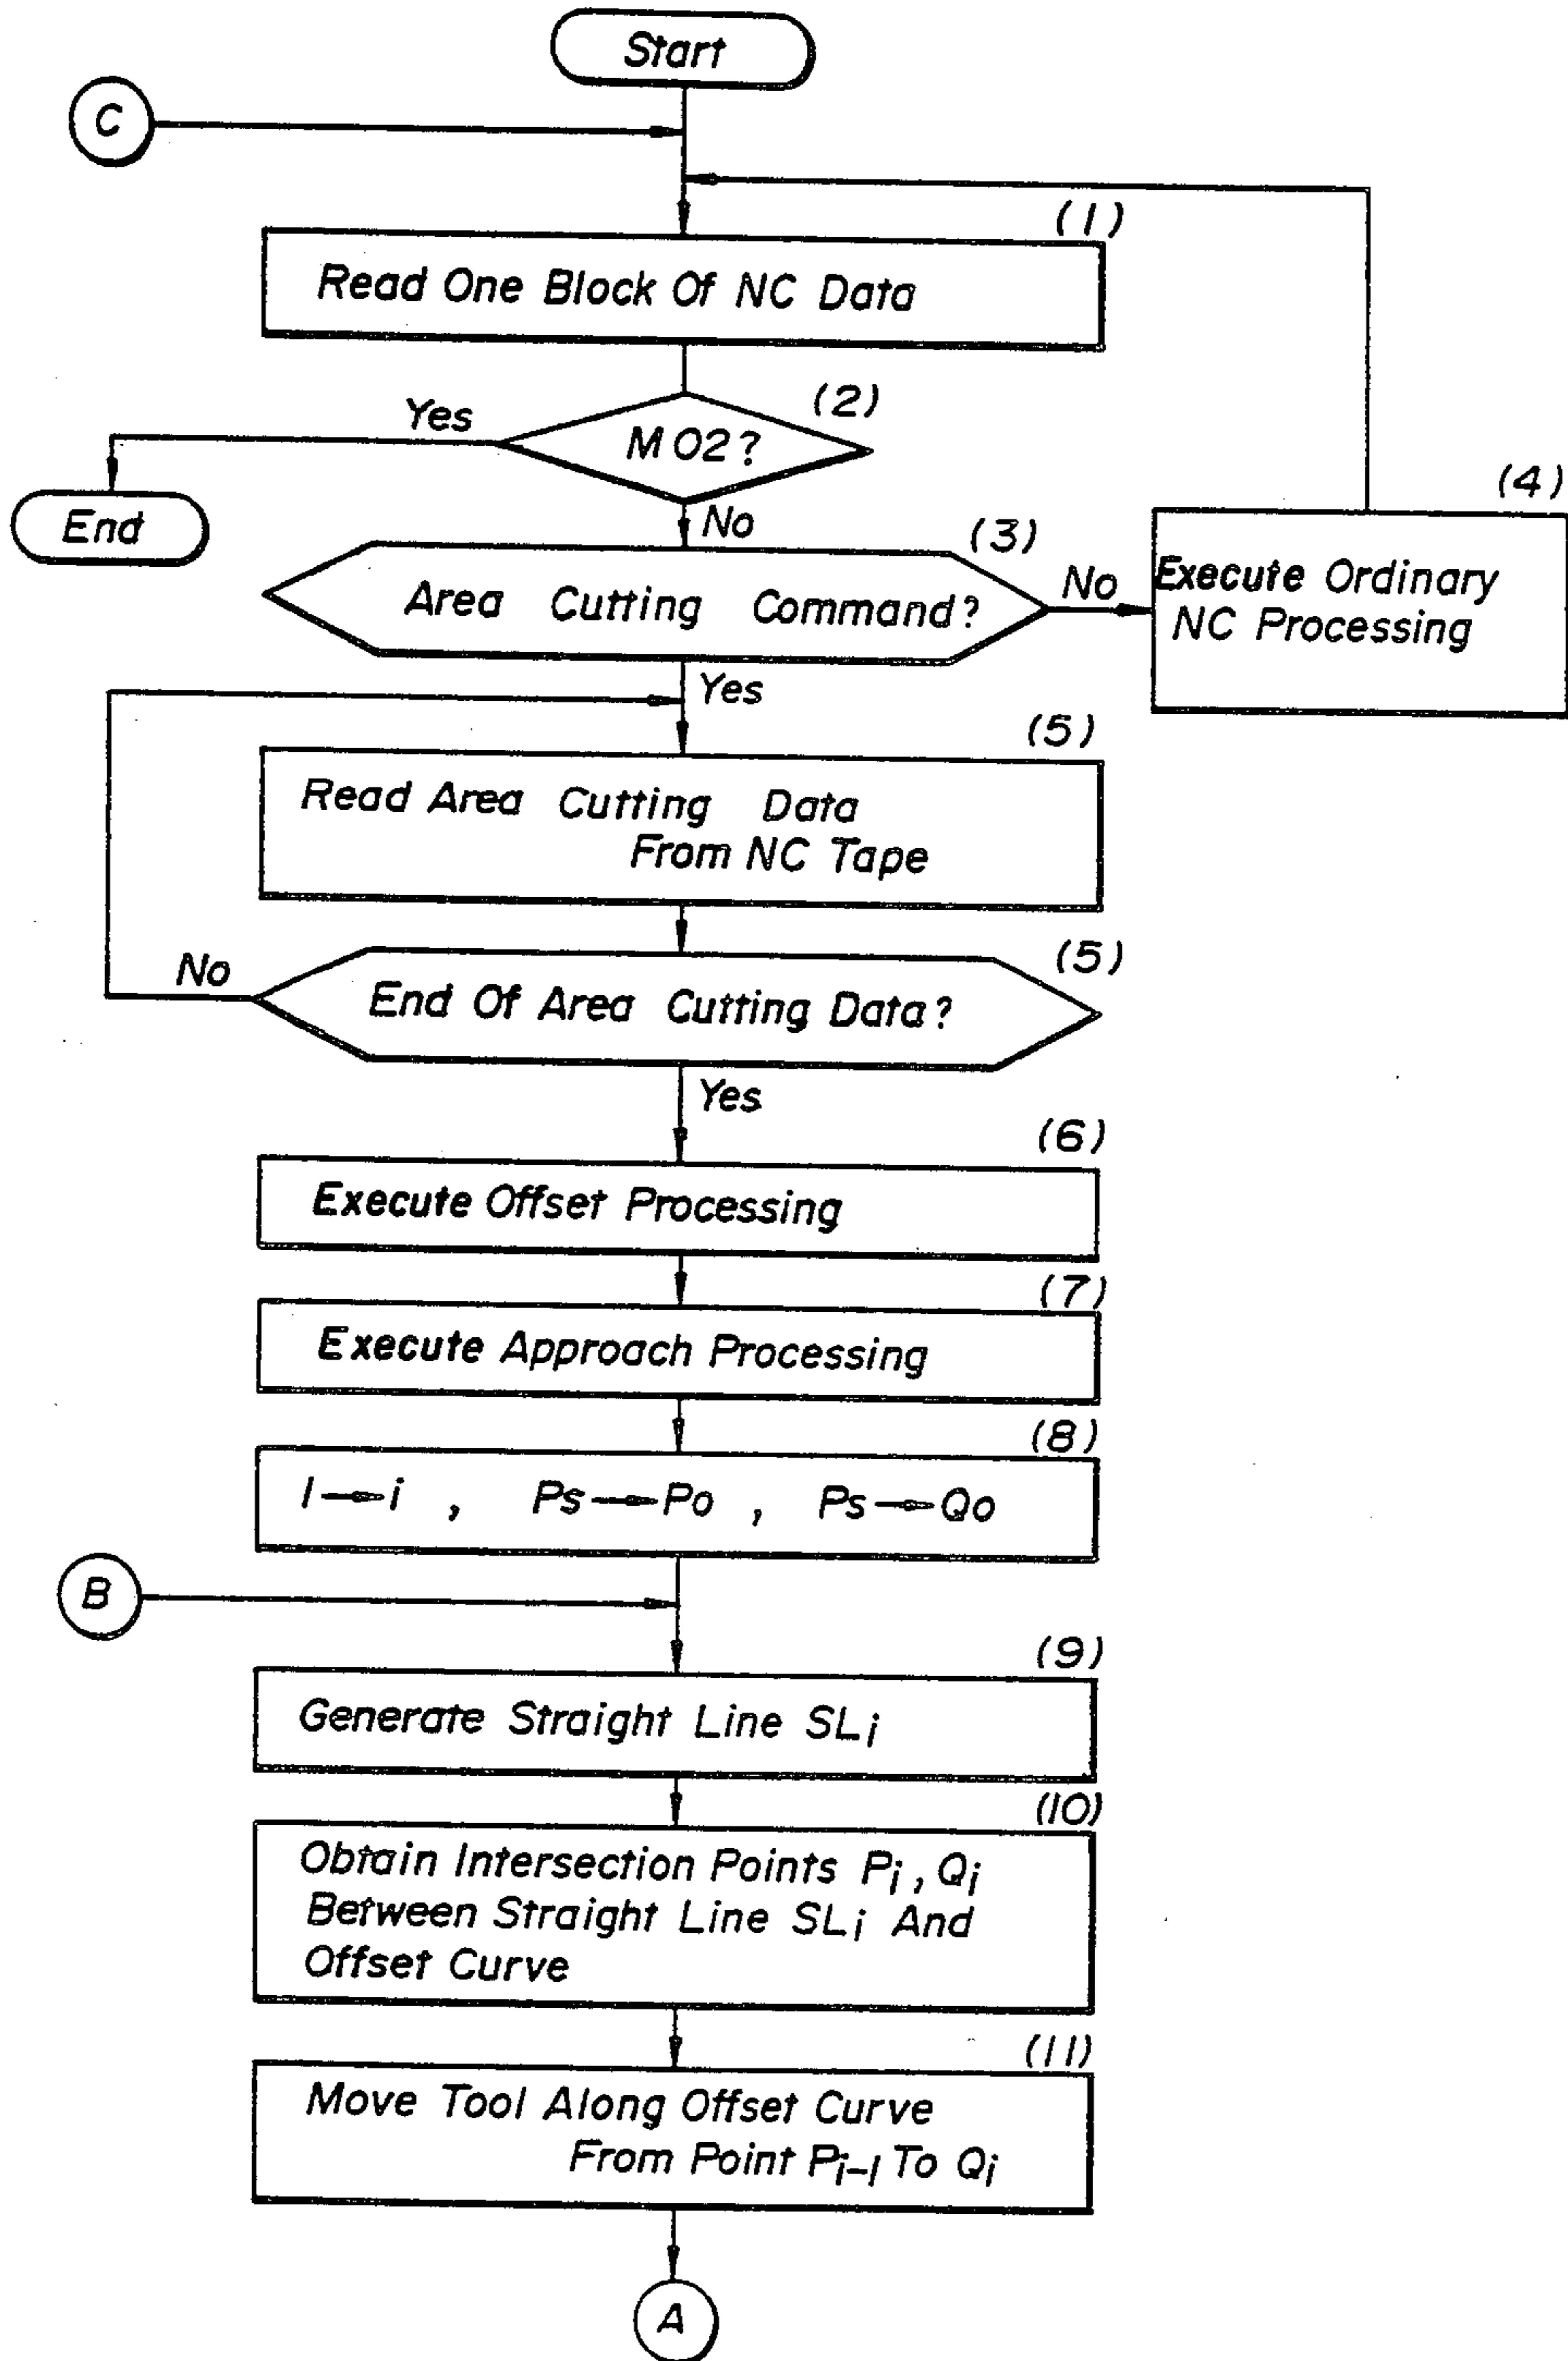 Start
C
(1)
Read One Block Of NC Data
(2)
Yes
M02?
End
No
(3)
Area Cutting Command?
No
(4)
Execute Ordinary
NC Processing
Yes
(5)
Read Area Cutting Data
From NC Tape
(5)
No
End Of Area Cutting Data?
Yes
(6)
Execute Offset Processing
(7)
Execute Approach Processing
(8)
1→i , Ps→Po , Ps→Qo
B
(9)
Generate Straight Line SLi
(10)
Obtain Intersection Points Pi, Qi
Between Straight Line SLi And
Offset Curve
(11)
Move Tool Along Offset Curve
From Point Pi-1 To Qi
A